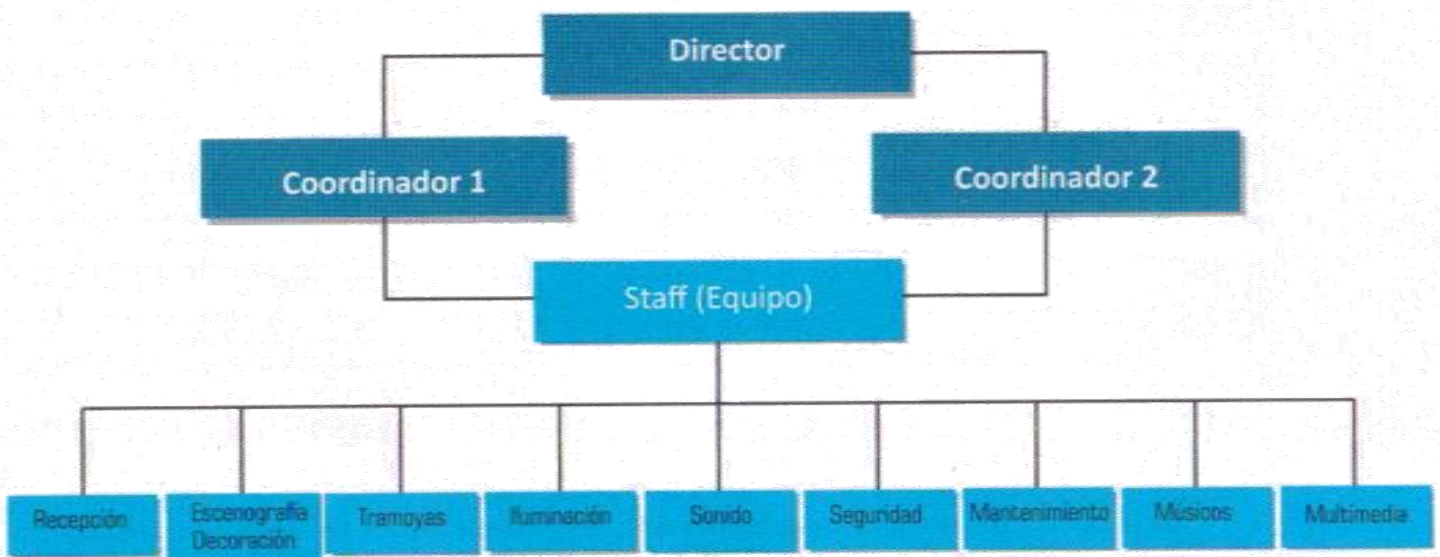 Director
Coordinador 1
Coordinador 2
Staff (Equipo)
Recepción
Escenografía
Decoración
Tramoyas
Iluminación
Sonido
Seguridad
Mantenimiento
Músicos
Multimedia